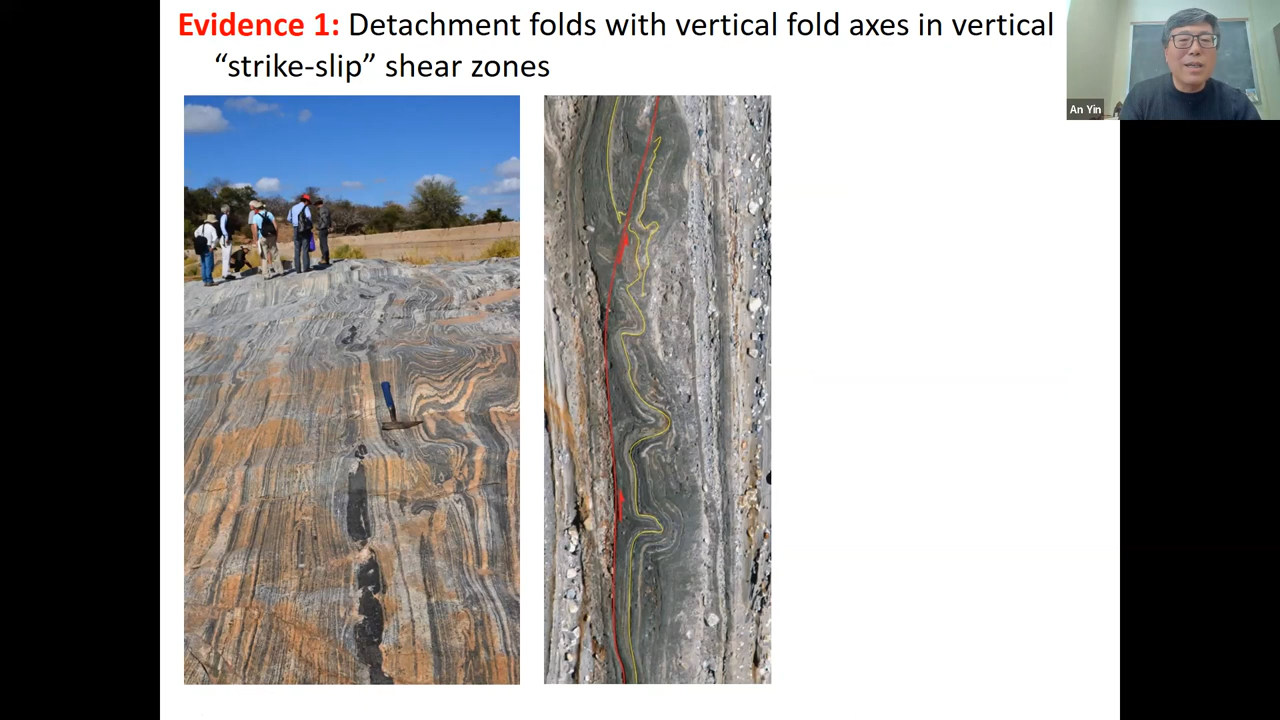 Evidence 1: Detachment folds with vertical fold axes in vertical
“strike-slip” shear zones
An Yin